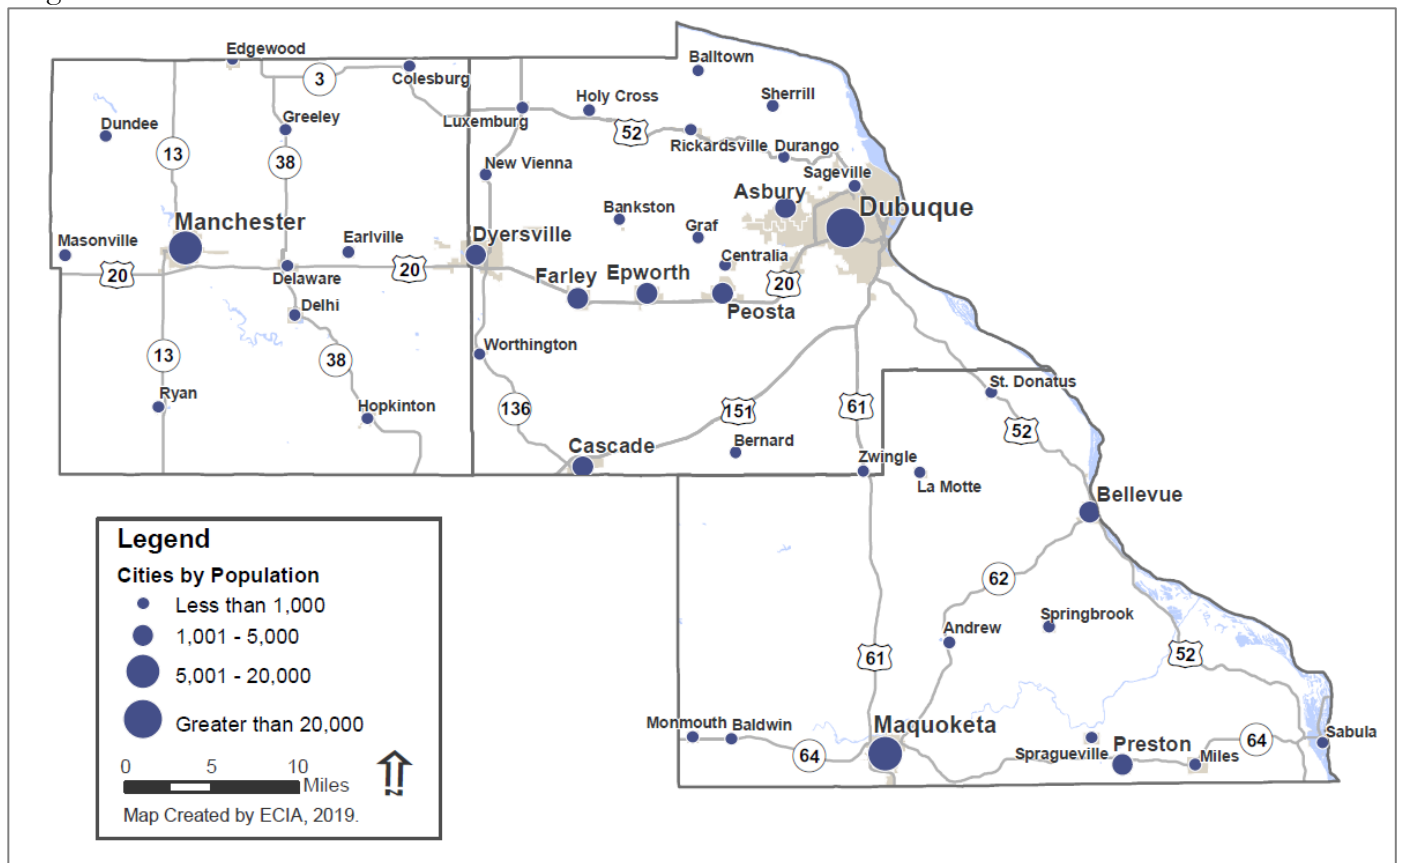 Balltown
Edgewood
3
Colesburg
Sherrill
Holy Cross
Greeley
Dundee
Luxemburg
52
Rickardsville
Durango
13
38
New Vienna
Sageville
Asbury
Bankston
Dubuque
Manchester
Graf
Masonville
Earlville
Dyersville
Centralia
20
Delaware
20
Farley
Epworth
20
Peosta
Delhi
Worthington
13
38
St. Donatus
Ryan
Hopkinton
136
151
61
52
Cascade
Bernard
Zwingle
La Motte
Bellevue
Legend
Cities by Population
Less than 1,000
1,001 - 5,000
5,001 - 20,000
Greater than 20,000
0 5 10
Miles
N
Map Created by ECIA, 2019.
62
Springbrook
Andrew
61
52
Monmouth
Baldwin
Maquoketa
64
Spragueville
Preston
Miles
64
Sabula